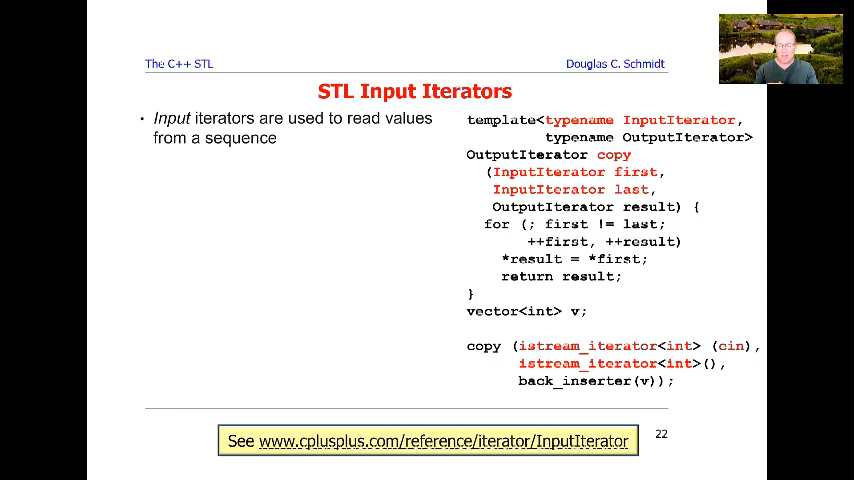 The C++ STL
Douglas C. Schmidt
STL Input Iterators
• Input iterators are used to read values
from a sequence
template<typename InputIterator,
typename OutputIterator>
OutputIterator copy
(InputIterator first,
InputIterator last,
OutputIterator result) {
for (; first != last;
++first, ++result)
*result = *first;
return result;
}
vector<int> v;
copy (istream_iterator<int> (cin),
istream_iterator<int>(),
back_inserter(v));
See www.cplusplus.com/reference/iterator/InputIterator
22